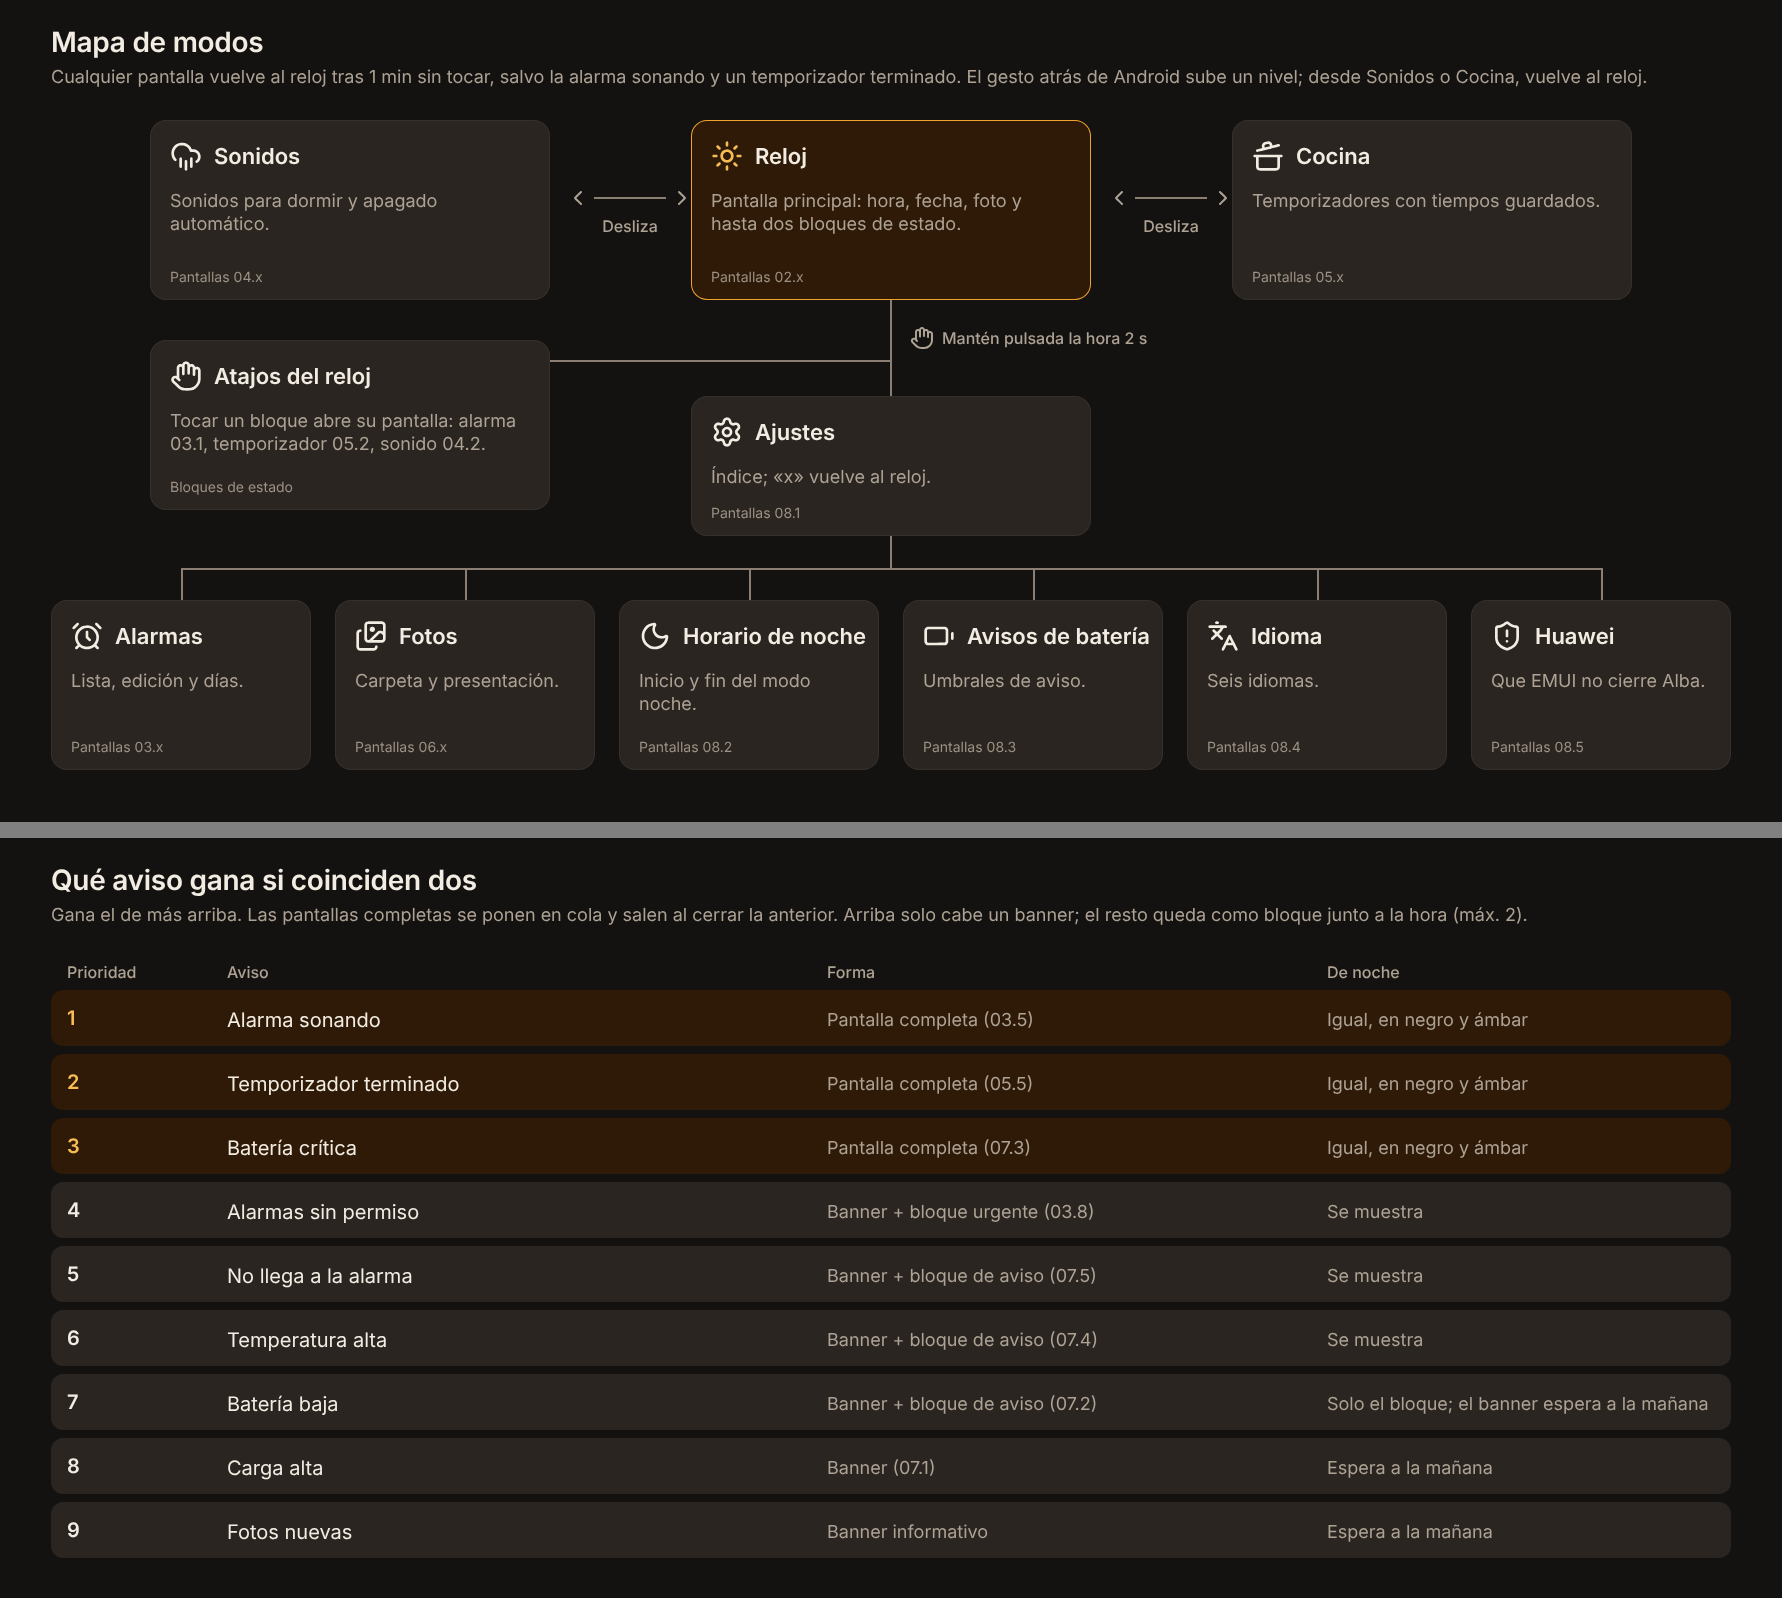 Mapa de modos
Cualquier pantalla vuelve al reloj tras 1 min sin tocar, salvo la alarma sonando y un temporizador terminado. El gesto atrás de Android sube un nivel; desde Sonidos o Cocina, vuelve al reloj.
Sonidos
Sonidos para dormir y apagado
automático.
Pantallas 04.x
Desliza
Reloj
Pantalla principal: hora, fecha, foto y
hasta dos bloques de estado.
Pantallas 02.x
Desliza
Cocina
Temporizadores con tiempos guardados.
Pantallas 05.x
Mantén pulsada la hora 2 s
Atajos del reloj
Tocar un bloque abre su pantalla: alarma
03.1, temporizador 05.2, sonido 04.2.
Bloques de estado
Ajustes
Índice; «x» vuelve al reloj.
Pantallas 08.1
Alarmas
Lista, edición y días.
Pantallas 03.x
Fotos
Carpeta y presentación.
Pantallas 06.x
Horario de noche
Inicio y fin del modo
noche.
Pantallas 08.2
Avisos de batería
Umbrales de aviso.
Pantallas 08.3
Idioma
Seis idiomas.
Pantallas 08.4
Huawei
Que EMUI no cierre Alba.
Pantallas 08.5
Qué aviso gana si coinciden dos
Gana el de más arriba. Las pantallas completas se ponen en cola y salen al cerrar la anterior. Arriba solo cabe un banner; el resto queda como bloque junto a la hora (máx. 2).
Prioridad Aviso Forma De noche
1 Alarma sonando Pantalla completa (03.5) Igual, en negro y ámbar
2 Temporizador terminado Pantalla completa (05.5) Igual, en negro y ámbar
3 Batería crítica Pantalla completa (07.3) Igual, en negro y ámbar
4 Alarmas sin permiso Banner + bloque urgente (03.8) Se muestra
5 No llega a la alarma Banner + bloque de aviso (07.5) Se muestra
6 Temperatura alta Banner + bloque de aviso (07.4) Se muestra
7 Batería baja Banner + bloque de aviso (07.2) Solo el bloque; el banner espera a la mañana
8 Carga alta Banner (07.1) Espera a la mañana
9 Fotos nuevas Banner informativo Espera a la mañana